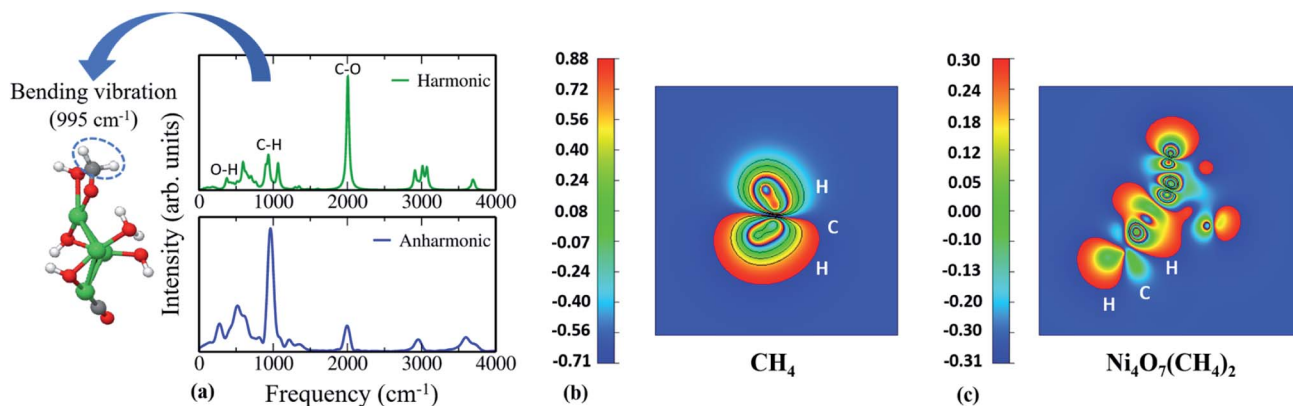 Bending vibration
(995 cm-1)
Intensity (arb. units)
C-O
Harmonic
C-H
O-H
0 1000 2000 3000 4000
Anharmonic
0 1000 2000 3000 4000
(a) Frequency (cm-1)
0.88
0.72
0.56
0.40
0.24
0.08
-0.07
-0.24
-0.40
-0.56
-0.71
(b)
H
C
H
CH4
0.30
0.24
0.18
0.12
0.05
0.00
-0.10
-0.13
-0.20
-0.30
-0.31
(c)
H
C
H
Ni4O7(CH4)2